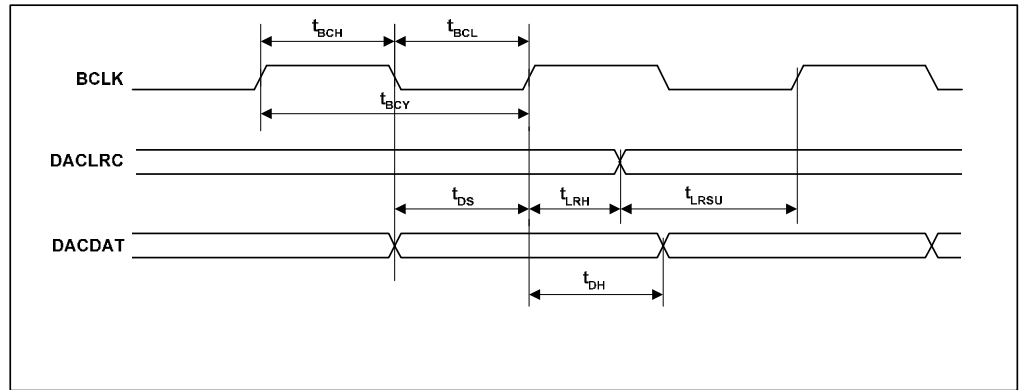 tBCH
tBCL
BCLK
tBCY
DACLRC
tDS
tLRH
tLRSU
DACDAT
tDH